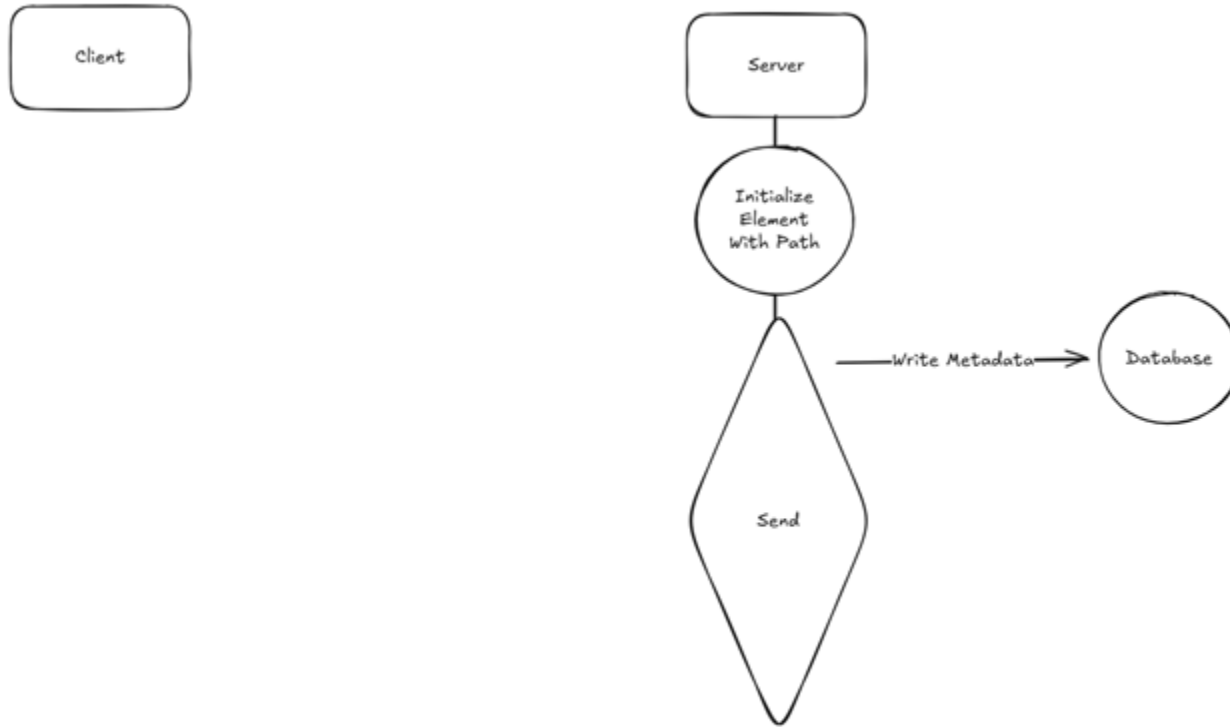 Client
Server
Initialize
Element
With Path
Write Metadata
Database
Send